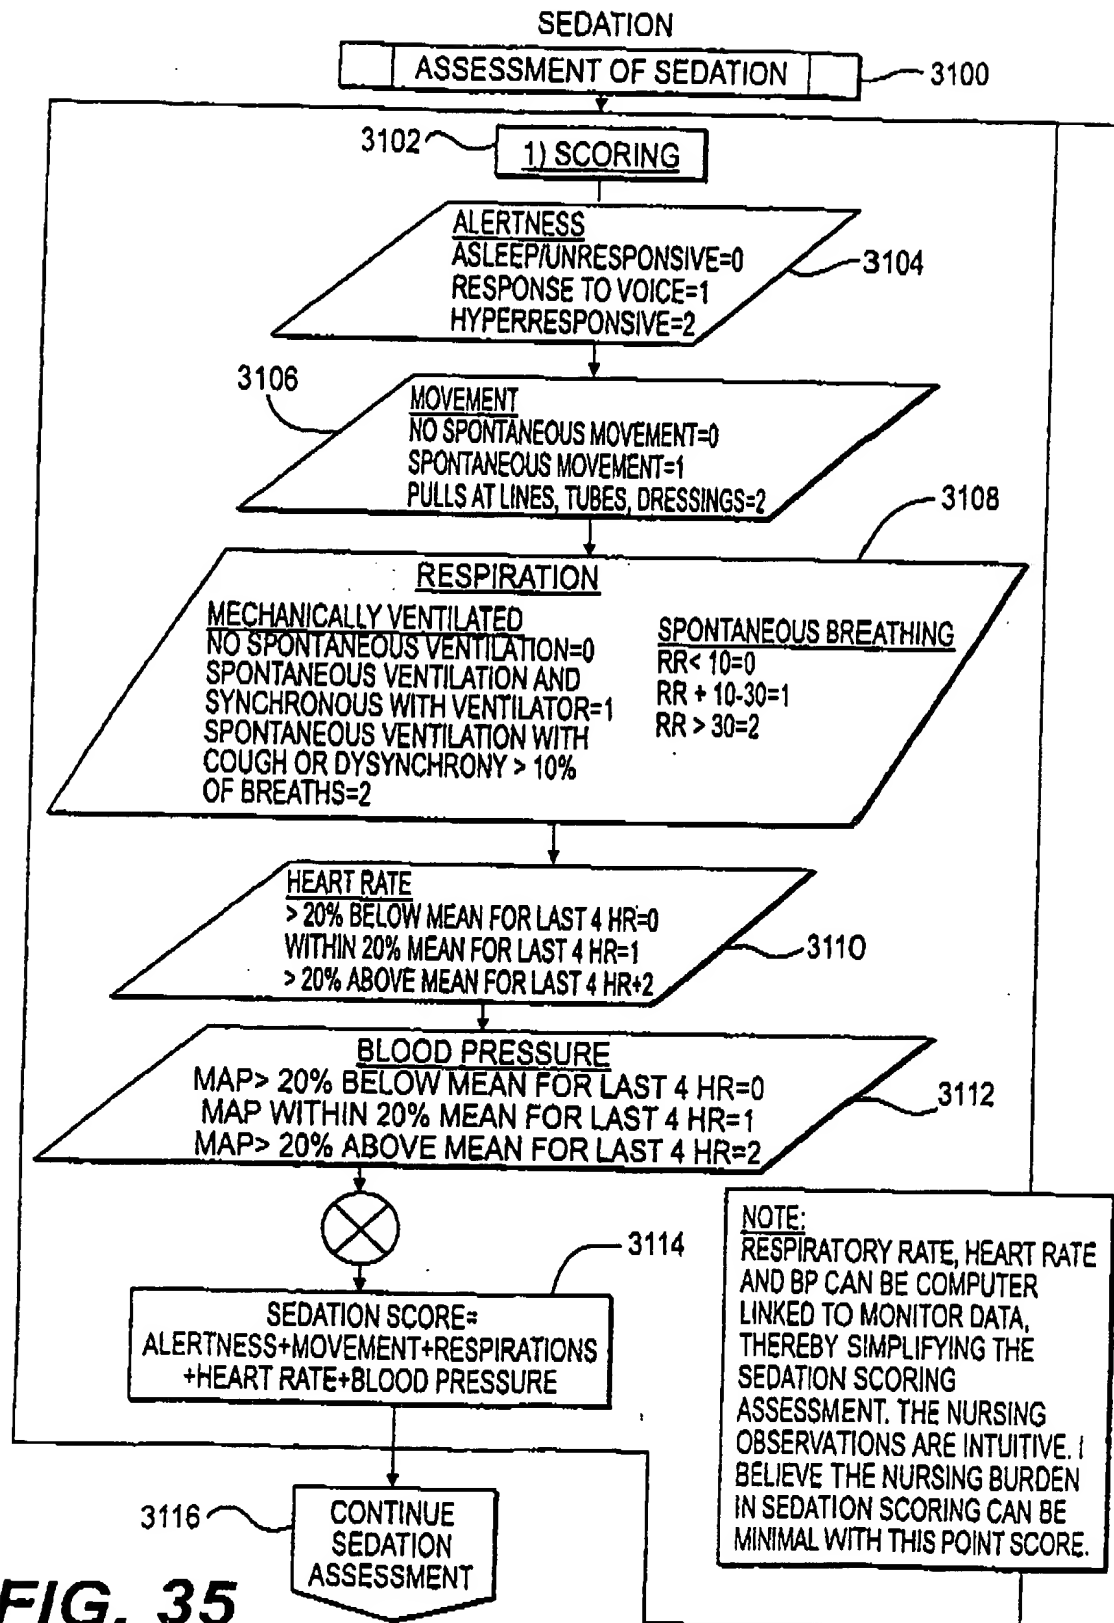 SEDATION
ASSESSMENT OF SEDATION
3100
3102
1) SCORING
ALERTNESS
ASLEEP/UNRESPONSIVE=0
RESPONSE TO VOICE=1
HYPERRESPONSIVE=2
3104
3106
MOVEMENT
NO SPONTANEOUS MOVEMENT=0
SPONTANEOUS MOVEMENT=1
PULLS AT LINES, TUBES, DRESSINGS=2
3108
RESPIRATION
MECHANICALLY VENTILATED
NO SPONTANEOUS VENTILATION=0
SPONTANEOUS VENTILATION AND
SYNCHRONOUS WITH VENTILATOR=1
SPONTANEOUS VENTILATION WITH
COUGH OR DYSYNCHRONY > 10%
OF BREATHS=2
SPONTANEOUS BREATHING
RR< 10=0
RR + 10-30=1
RR > 30=2
HEART RATE
> 20% BELOW MEAN FOR LAST 4 HR=0
WITHIN 20% MEAN FOR LAST 4 HR=1
> 20% ABOVE MEAN FOR LAST 4 HR+2
3110
BLOOD PRESSURE
MAP> 20% BELOW MEAN FOR LAST 4 HR=0
MAP WITHIN 20% MEAN FOR LAST 4 HR=1
MAP> 20% ABOVE MEAN FOR LAST 4 HR=2
3112
3114
SEDATION SCORE=
ALERTNESS+MOVEMENT+RESPIRATIONS
+HEART RATE+BLOOD PRESSURE
NOTE:
RESPIRATORY RATE, HEART RATE
AND BP CAN BE COMPUTER
LINKED TO MONITOR DATA,
THEREBY SIMPLIFYING THE
SEDATION SCORING
ASSESSMENT. THE NURSING
OBSERVATIONS ARE INTUITIVE. I
BELIEVE THE NURSING BURDEN
IN SEDATION SCORING CAN BE
MINIMAL WITH THIS POINT SCORE.
3116
CONTINUE
SEDATION
ASSESSMENT
FIG. 35